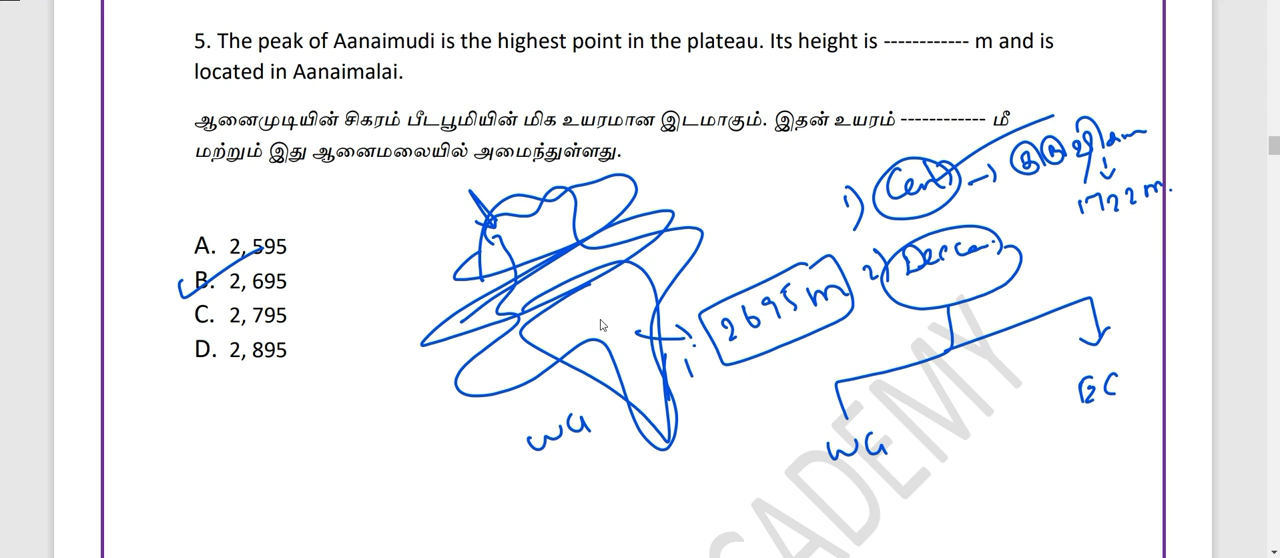 5. The peak of Aanaimudi is the highest point in the plateau. Its height is ------------ m and is
located in Aanaimalai.
ஆனைமுடியின் சிகரம் பீடபூமியின் மிக உயரமான இடமாகும். இதன் உயரம் ------------ மீ
மற்றும் இது ஆனைமலையில் அமைந்துள்ளது.
1) Cent →
1722 m.
A. 2, 595
B. 2, 695
C. 2, 795
D. 2, 895
2) Deccan
2695 m
WG
WG
CADEMY